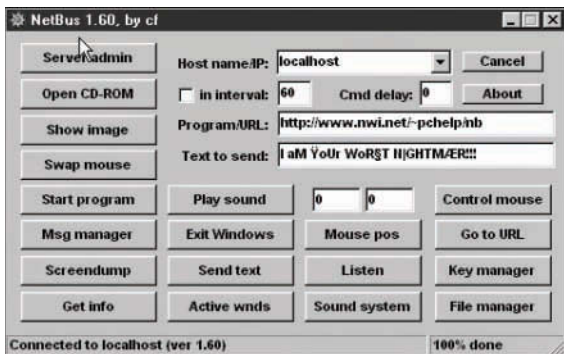 NetBus 1.60, by cf
Server admin
Host name/IP: localhost
Cancel
Open CD-ROM
in interval: 60
Cmd delay: 0
About
Show image
Program/URL: http://www.nwi.net/~pchelp/nb
Swap mouse
Text to send: I aM ŸoUr WoR§T N|GHTMÆR!!!
Start program
Play sound
0
0
Control mouse
Msg manager
Exit Windows
Mouse pos
Go to URL
Screendump
Send text
Listen
Key manager
Get info
Active wnds
Sound system
File manager
Connected to localhost (ver 1.60)
100% done